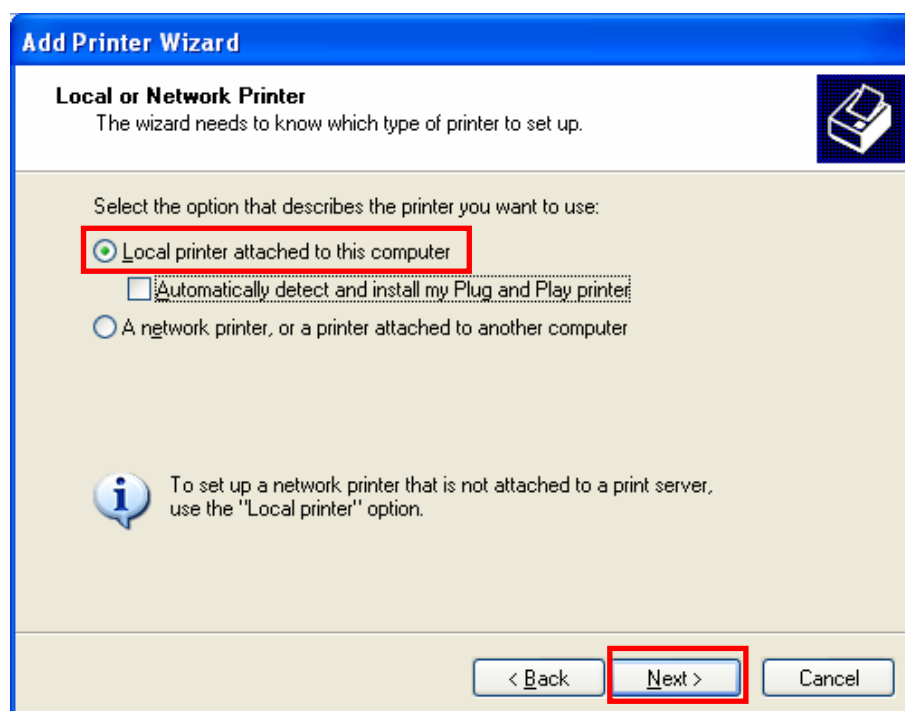 Add Printer Wizard
Local or Network Printer
The wizard needs to know which type of printer to set up.
Select the option that describes the printer you want to use:
Local printer attached to this computer
Automatically detect and install my Plug and Play printer
A network printer, or a printer attached to another computer
To set up a network printer that is not attached to a print server,
use the "Local printer" option.
< Back Next > Cancel